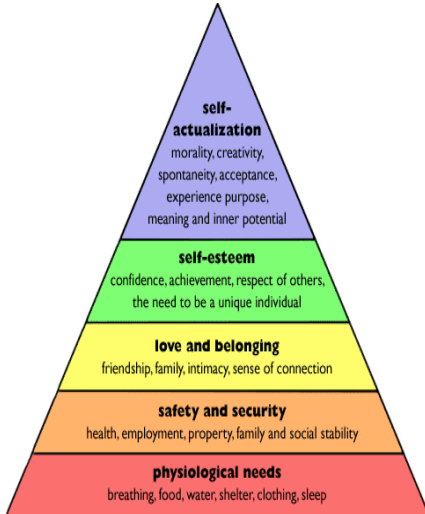 self-
actualization
morality, creativity,
spontaneity, acceptance,
experience purpose,
meaning and inner potential
self-esteem
confidence, achievement, respect of others,
the need to be a unique individual
love and belonging
friendship, family, intimacy, sense of connection
safety and security
health, employment, property, family and social stability
physiological needs
breathing, food, water, shelter, clothing, sleep